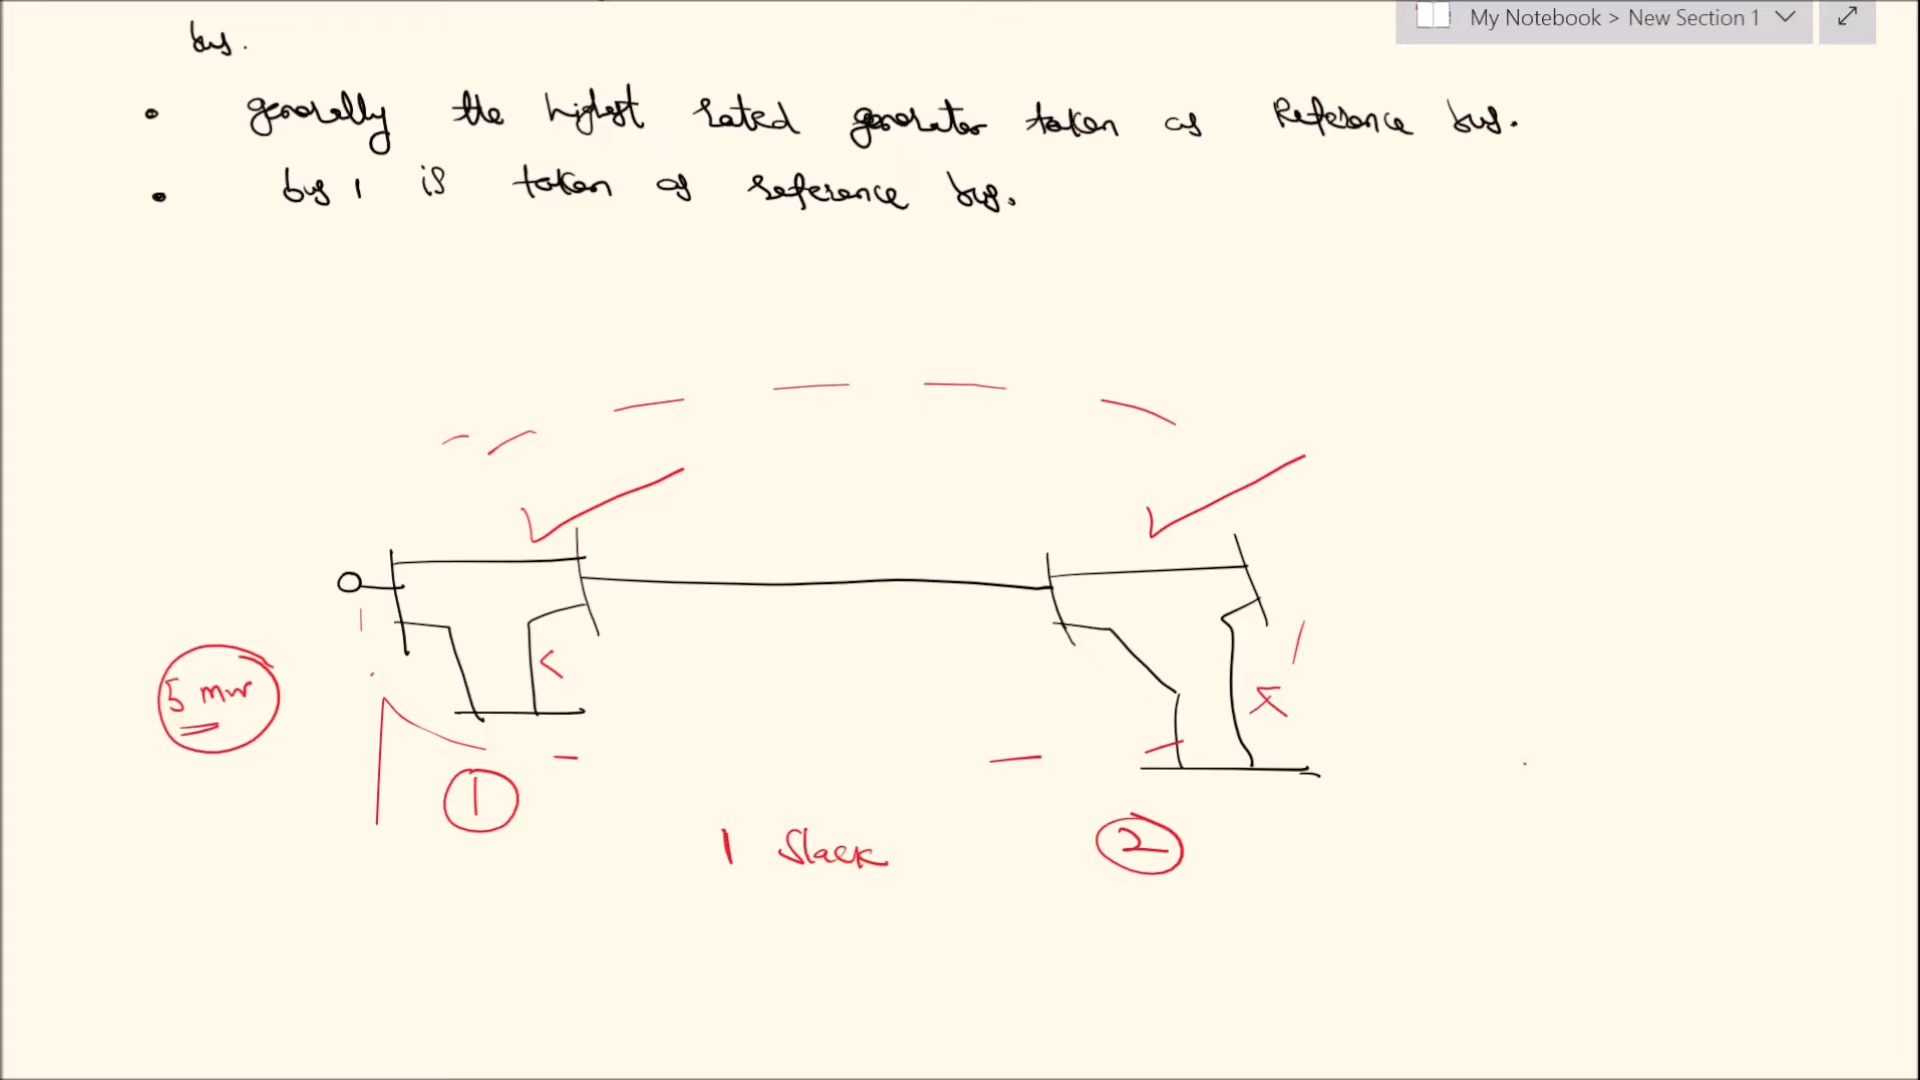 My Notebook > New Section 1
bus.
• generally the highest rated generator taken as Reference bus.
• bus 1 is taken as reference bus.
5 mw
1
1 Slack
2